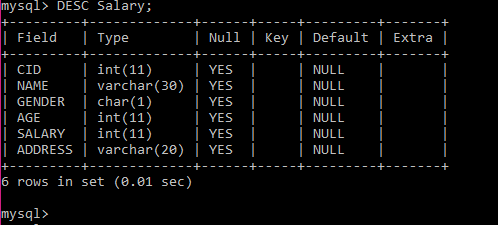 mysql> DESC Salary;
+---------+-------------+------+-----+---------+-------+
| Field   | Type        | Null | Key | Default | Extra |
+---------+-------------+------+-----+---------+-------+
| CID     | int(11)     | YES  |     | NULL    |       |
| NAME    | varchar(30) | YES  |     | NULL    |       |
| GENDER  | char(1)     | YES  |     | NULL    |       |
| AGE     | int(11)     | YES  |     | NULL    |       |
| SALARY  | int(11)     | YES  |     | NULL    |       |
| ADDRESS | varchar(20) | YES  |     | NULL    |       |
+---------+-------------+------+-----+---------+-------+
6 rows in set (0.01 sec)
mysql>